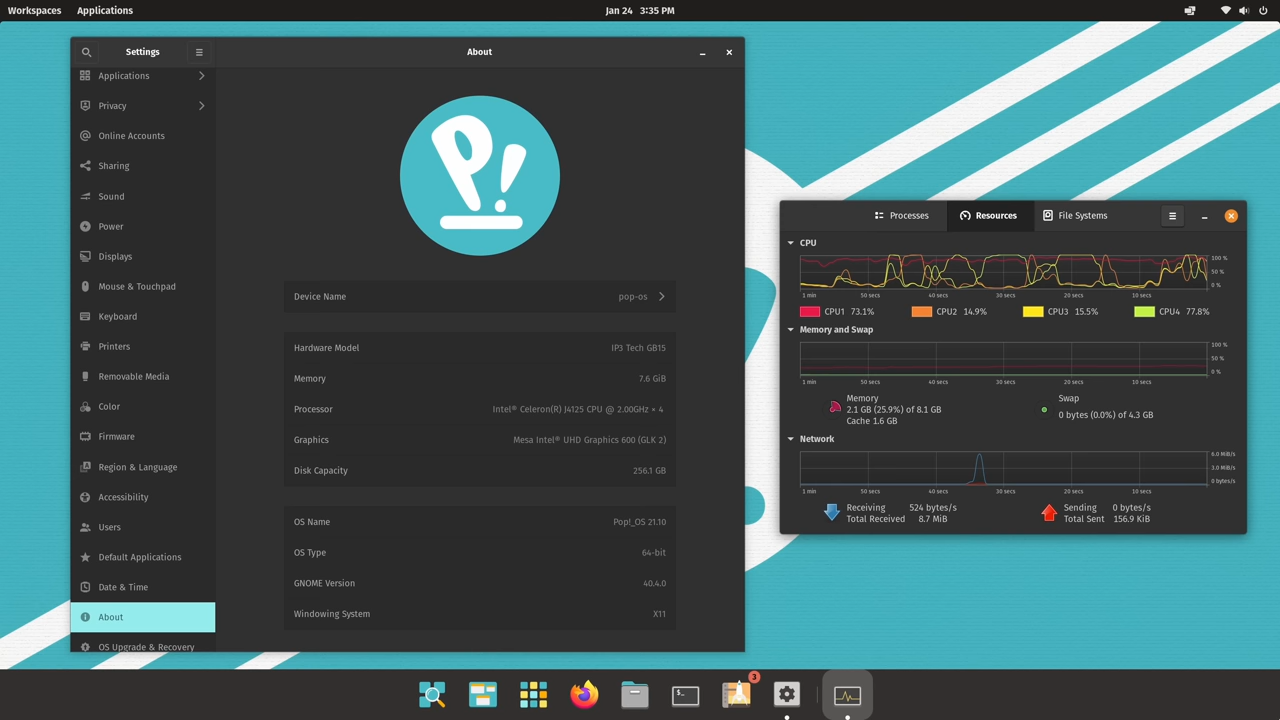 Workspaces Applications Jan 24 3:35 PM
Settings About
Applications
Privacy
Online Accounts
Sharing
Sound
Power
Displays
Mouse & Touchpad
Keyboard
Printers
Removable Media
Color
Firmware
Region & Language
Accessibility
Users
Default Applications
Date & Time
About
OS Upgrade & Recovery
P!
Device Name pop-os
Hardware Model IP3 Tech GB15
Memory 7.6 GiB
Processor Intel® Celeron(R) J4125 CPU @ 2.00GHz × 4
Graphics Mesa Intel® UHD Graphics 600 (GLK 2)
Disk Capacity 256.1 GB
OS Name Pop!_OS 21.10
OS Type 64-bit
GNOME Version 40.4.0
Windowing System X11
Processes Resources File Systems
CPU
100 %
50 %
0 %
1 min 50 secs 40 secs 30 secs 20 secs 10 secs
CPU1 73.1% CPU2 14.9% CPU3 15.5% CPU4 77.8%
Memory and Swap
100 %
50 %
0 %
1 min 50 secs 40 secs 30 secs 20 secs 10 secs
Memory
2.1 GB (25.9%) of 8.1 GB
Cache 1.6 GB
Swap
0 bytes (0.0%) of 4.3 GB
Network
6.0 MiB/s
3.0 MiB/s
0 bytes/s
1 min 50 secs 40 secs 30 secs 20 secs 10 secs
Receiving 524 bytes/s
Total Received 8.7 MiB
Sending 0 bytes/s
Total Sent 156.9 KiB
$_
3